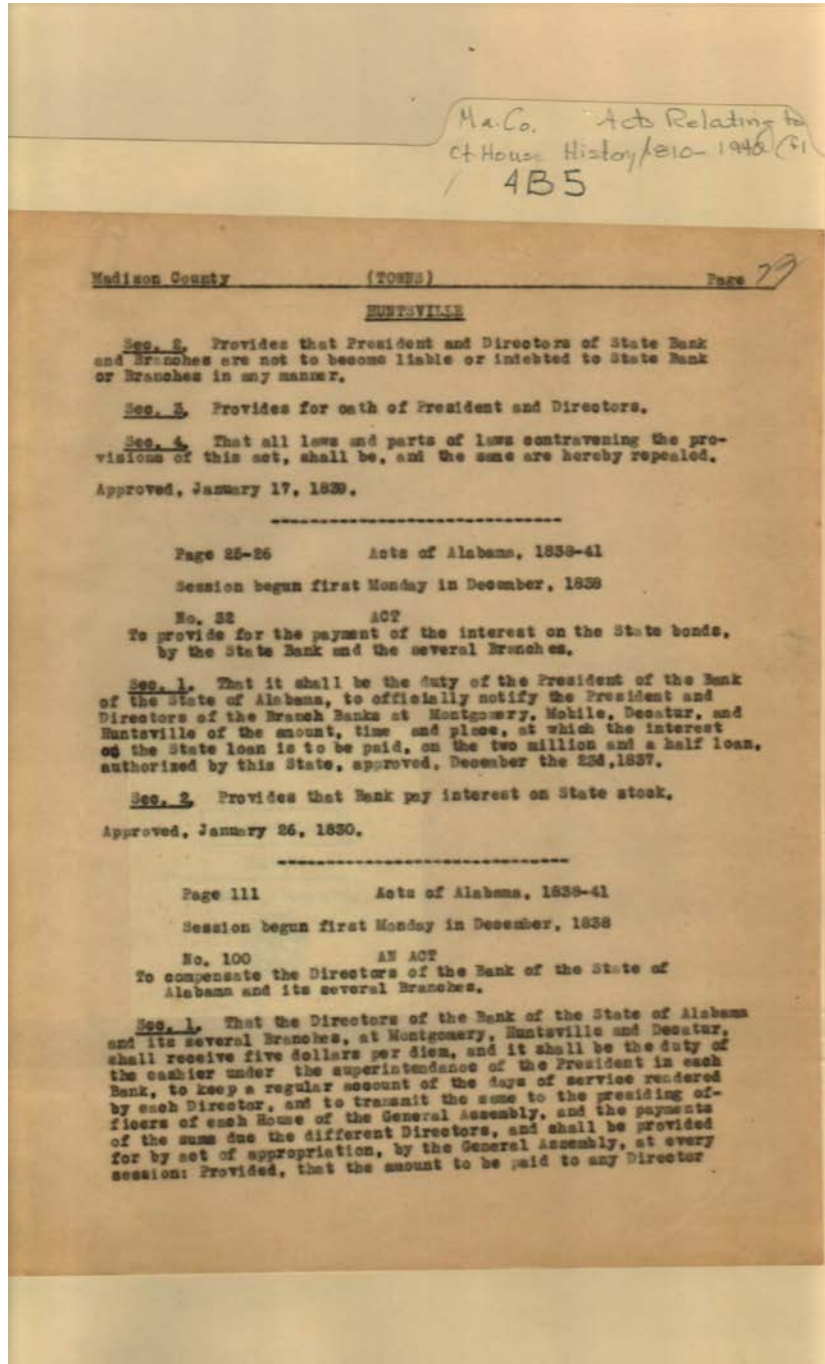 Ma. Co. Acts Relating to
Ct. House History 1810-1940 (f1
4B5
Madison County (TOWNS) Page 79
HUNTSVILLE
Sec. 2. Provides that President and Directors of State Bank
and Branches are not to become liable or indebted to State Bank
or Branches in any manner.
Sec. 3. Provides for oath of President and Directors.
Sec. 4. That all laws and parts of laws contravening the pro-
visions of this act, shall be, and the same are hereby repealed.
Approved, January 17, 1839.
Page 25-26 Acts of Alabama, 1838-41
Session begun first Monday in December, 1838
No. 32 ACT
To provide for the payment of the interest on the State bonds,
by the State Bank and the several Branches.
Sec. 1. That it shall be the duty of the President of the Bank
of the State of Alabama, to officially notify the President and
Directors of the Branch Banks at Montgomery, Mobile, Decatur, and
Huntsville of the amount, time and place, at which the interest
on the State loan is to be paid, on the two million and a half loan,
authorized by this State, approved, December the 23d,1837.
Sec. 2. Provides that Bank pay interest on State stock.
Approved, January 26, 1830.
Page 111 Acts of Alabama, 1838-41
Session begun first Monday in December, 1838
No. 100 AN ACT
To compensate the Directors of the Bank of the State of
Alabama and its several Branches.
Sec. 1. That the Directors of the Bank of the State of Alabama
and its several Branches, at Montgomery, Huntsville and Decatur,
shall receive five dollars per diem, and it shall be the duty of
the cashier under the superintendance of the President in each
Bank, to keep a regular account of the days of service rendered
by each Director, and to transmit the same to the presiding of-
ficers of each House of the General Assembly, and the payments
of the sums due the different Directors, and shall be provided
for by act of appropriation, by the General Assembly, at every
session: Provided, that the amount to be paid to any Director